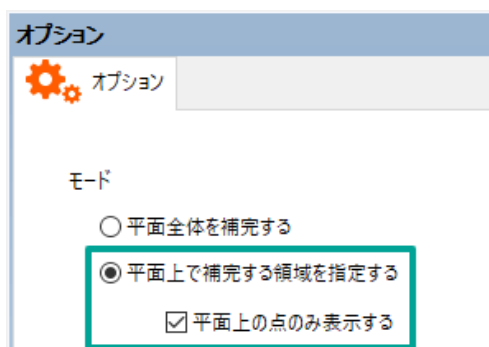 オプション
オプション
モード
平面全体を補完する
平面上で補完する領域を指定する
平面上の点のみ表示する